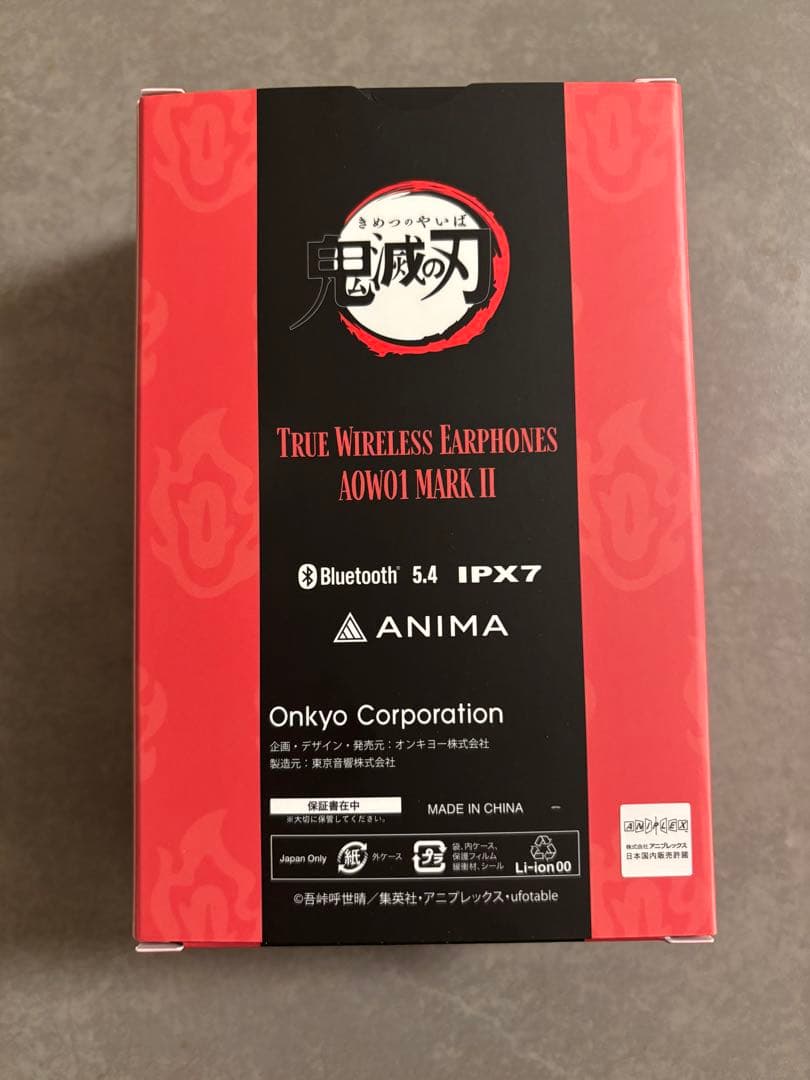 きめつのやいば
鬼滅の刃
TRUE WIRELESS EARPHONES
AOW01 MARK II
Bluetooth® 5.4 IPX7
ANIMA
Onkyo Corporation
企画・デザイン・発売元：オンキヨー株式会社
製造元：東京音響株式会社
保証書在中
※大切に保管してください。
MADE IN CHINA
Japan Only
紙
外ケース
プラ
袋、内ケース、
保護フィルム
緩衝材、シール
Li-ion00
ANIPLEX
株式会社アニプレックス
日本国内販売許諾
©吾峠呼世晴／集英社・アニプレックス・ufotable